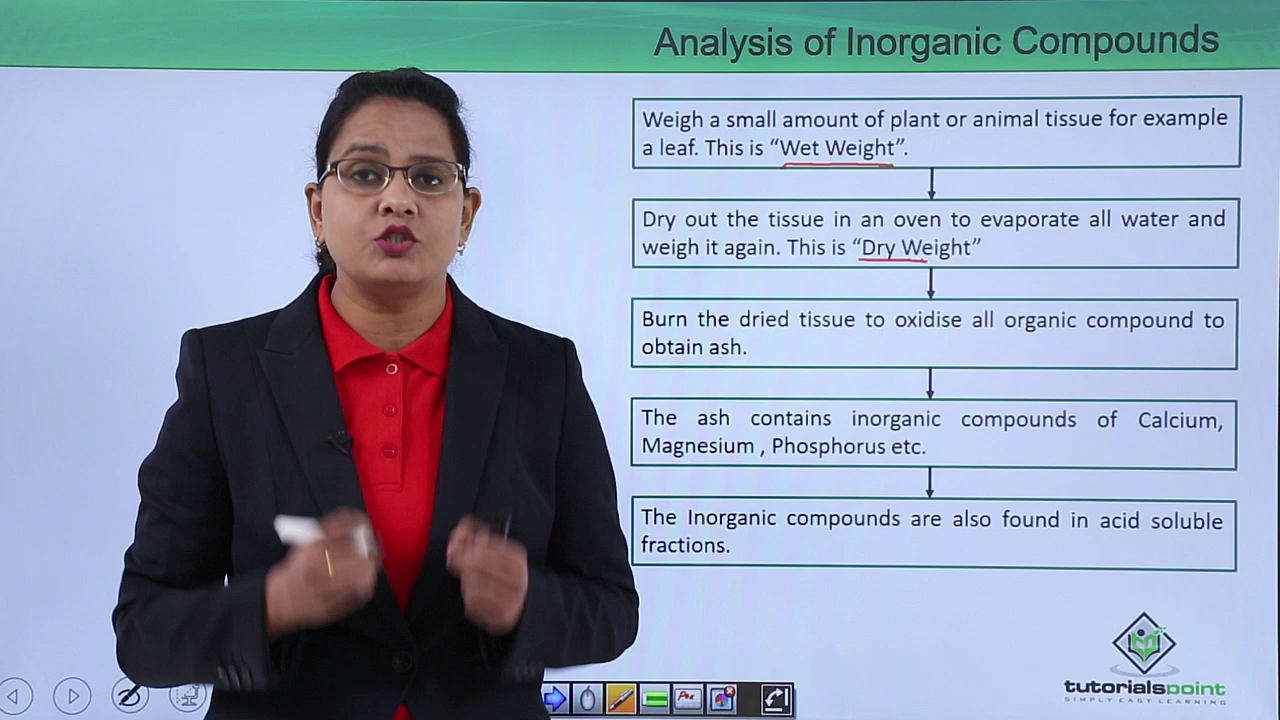 Analysis of Inorganic Compounds
Weigh a small amount of plant or animal tissue for example
a leaf. This is “Wet Weight”.
Dry out the tissue in an oven to evaporate all water and
weigh it again. This is “Dry Weight”
Burn the dried tissue to oxidise all organic compound to
obtain ash.
The ash contains inorganic compounds of Calcium,
Magnesium , Phosphorus etc.
The Inorganic compounds are also found in acid soluble
fractions.
tutorialspoint
SIMPLY EASY LEARNING
Pen